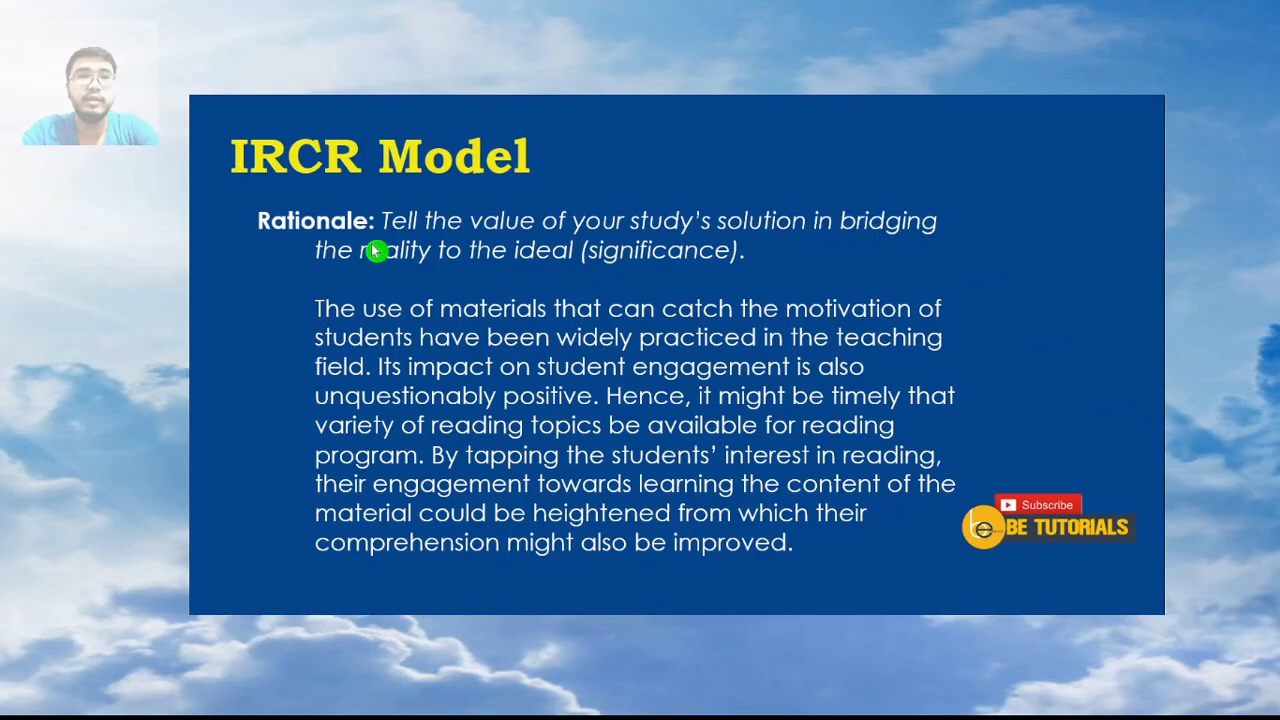 IRCR Model
Rationale: Tell the value of your study's solution in bridging
the reality to the ideal (significance).
The use of materials that can catch the motivation of
students have been widely practiced in the teaching
field. Its impact on student engagement is also
unquestionably positive. Hence, it might be timely that
variety of reading topics be available for reading
program. By tapping the students' interest in reading,
their engagement towards learning the content of the
material could be heightened from which their
comprehension might also be improved.
Subscribe
be
BE TUTORIALS